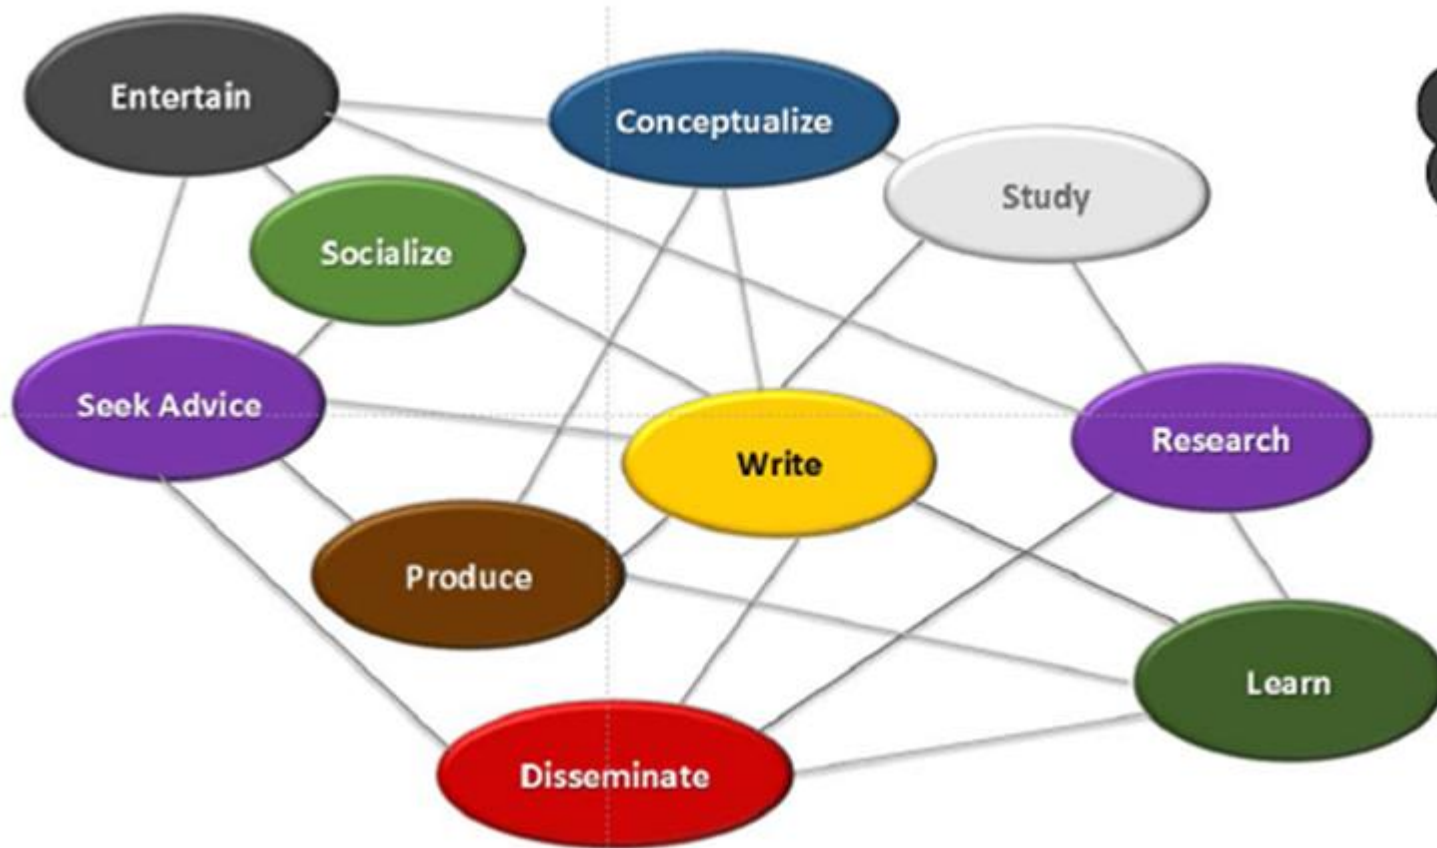 Entertain
Conceptualize
Study
Socialize
Seek Advice
Write
Research
Produce
Learn
Disseminate